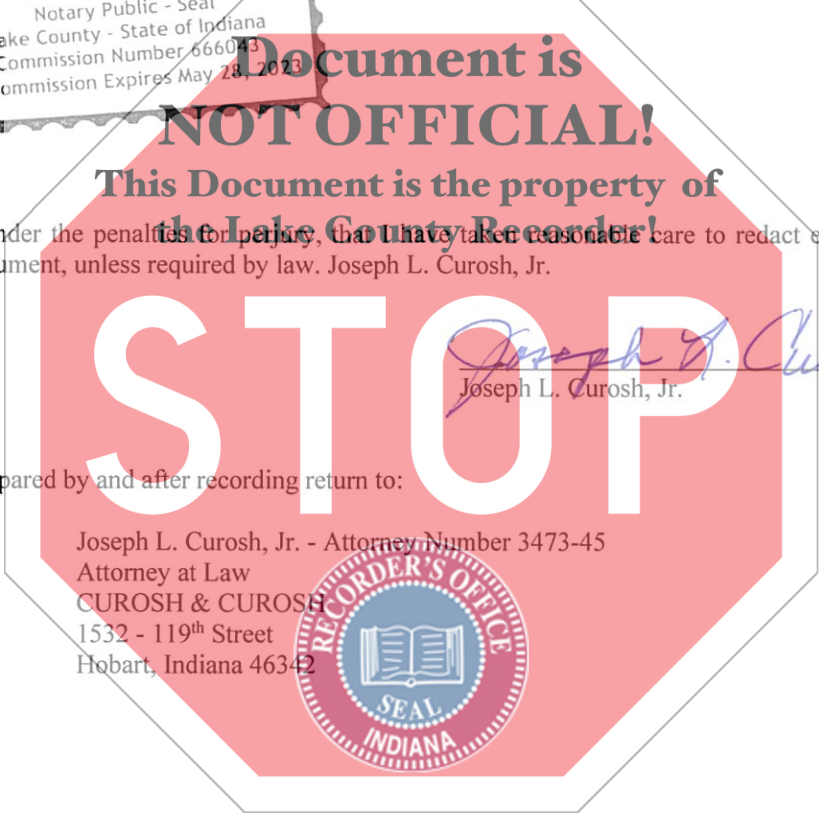 Notary Public - Seal
ake County - State of Indiana
Commission Number 666043
ommission Expires May 28, 2023
Document is
NOT OFFICIAL!
This Document is the property of
the Lake County Recorder!
nder the penalties for perjury, that I have taken reasonable care to redact e
ument, unless required by law. Joseph L. Curosh, Jr.
STOP
Joseph L. Cu
Joseph L. Curosh, Jr.
pared by and after recording return to:
Joseph L. Curosh, Jr. - Attorney Number 3473-45
Attorney at Law
CUROSH & CUROSH
1532 - 119th Street
Hobart, Indiana 46342
RECORDER'S OFFICE
SEAL
INDIANA